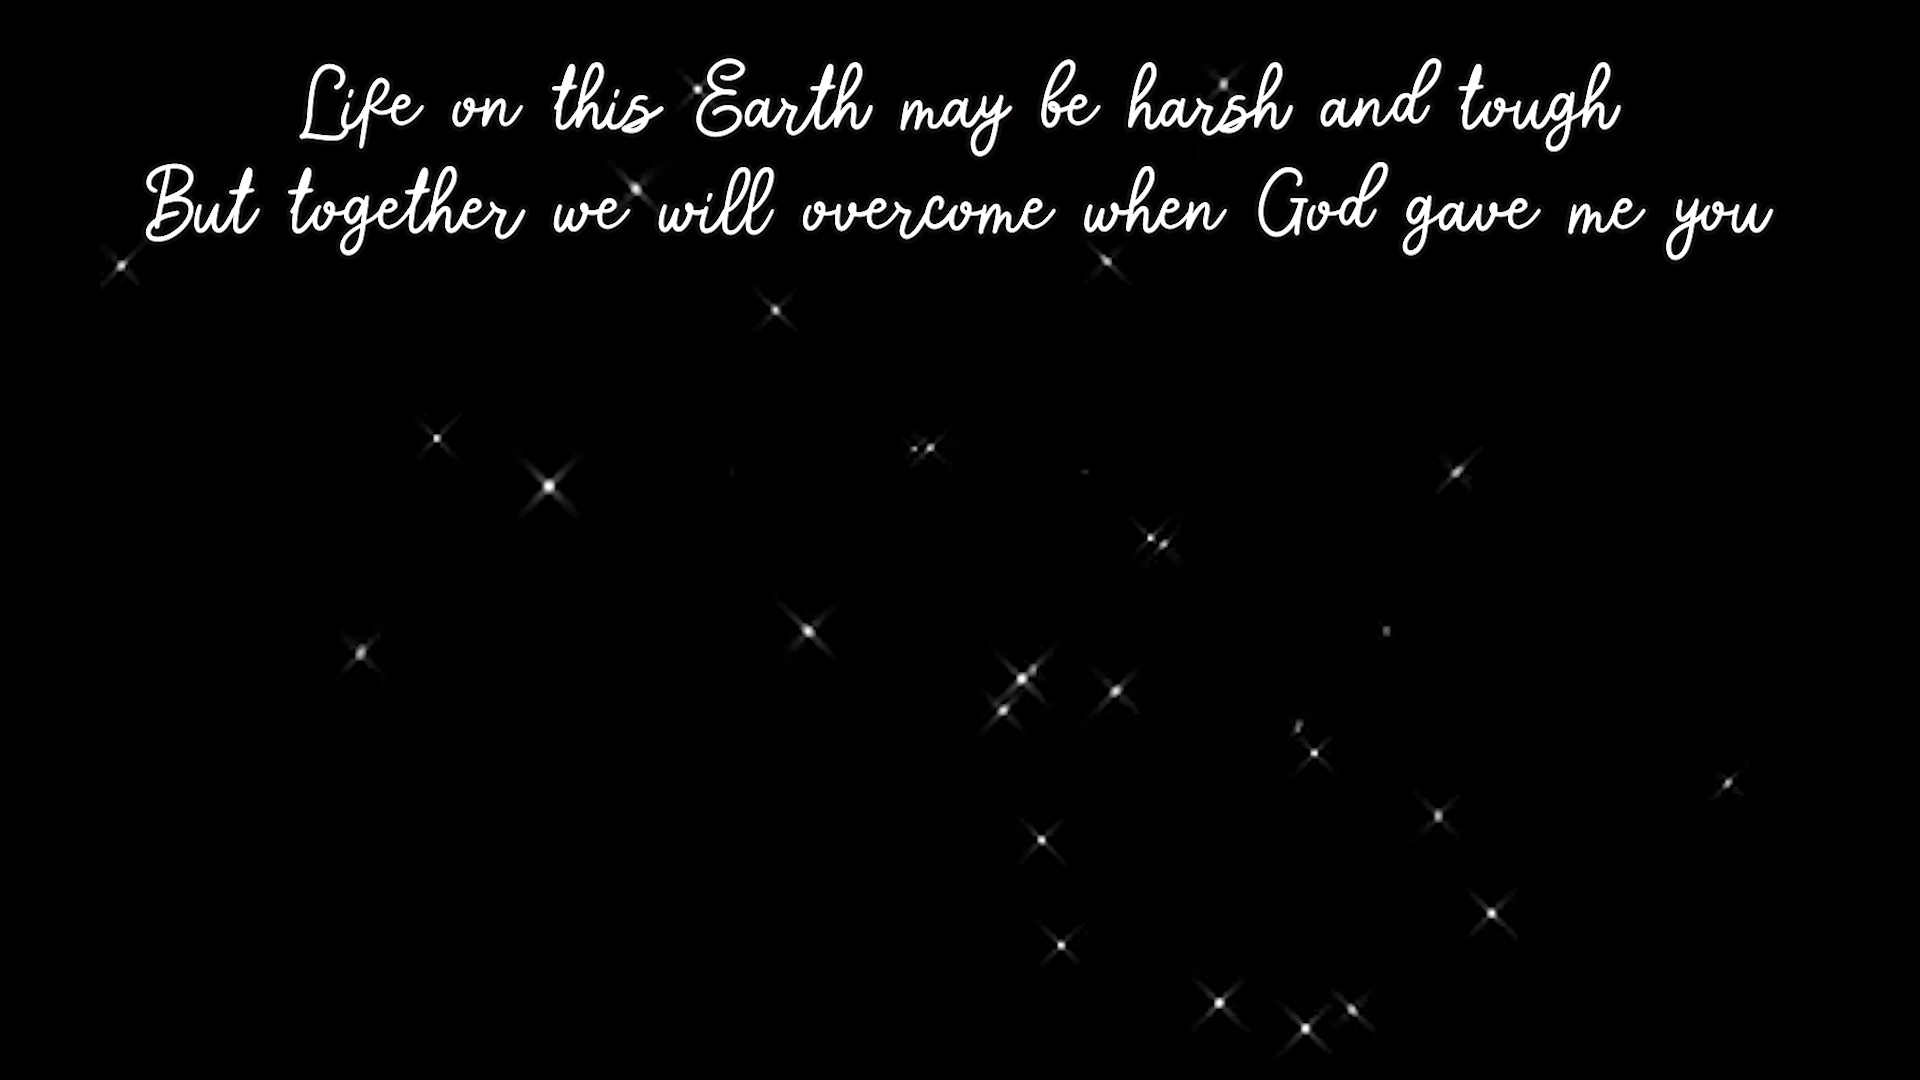 Life on this Earth may be harsh and tough
But together we will overcome when God gave me you